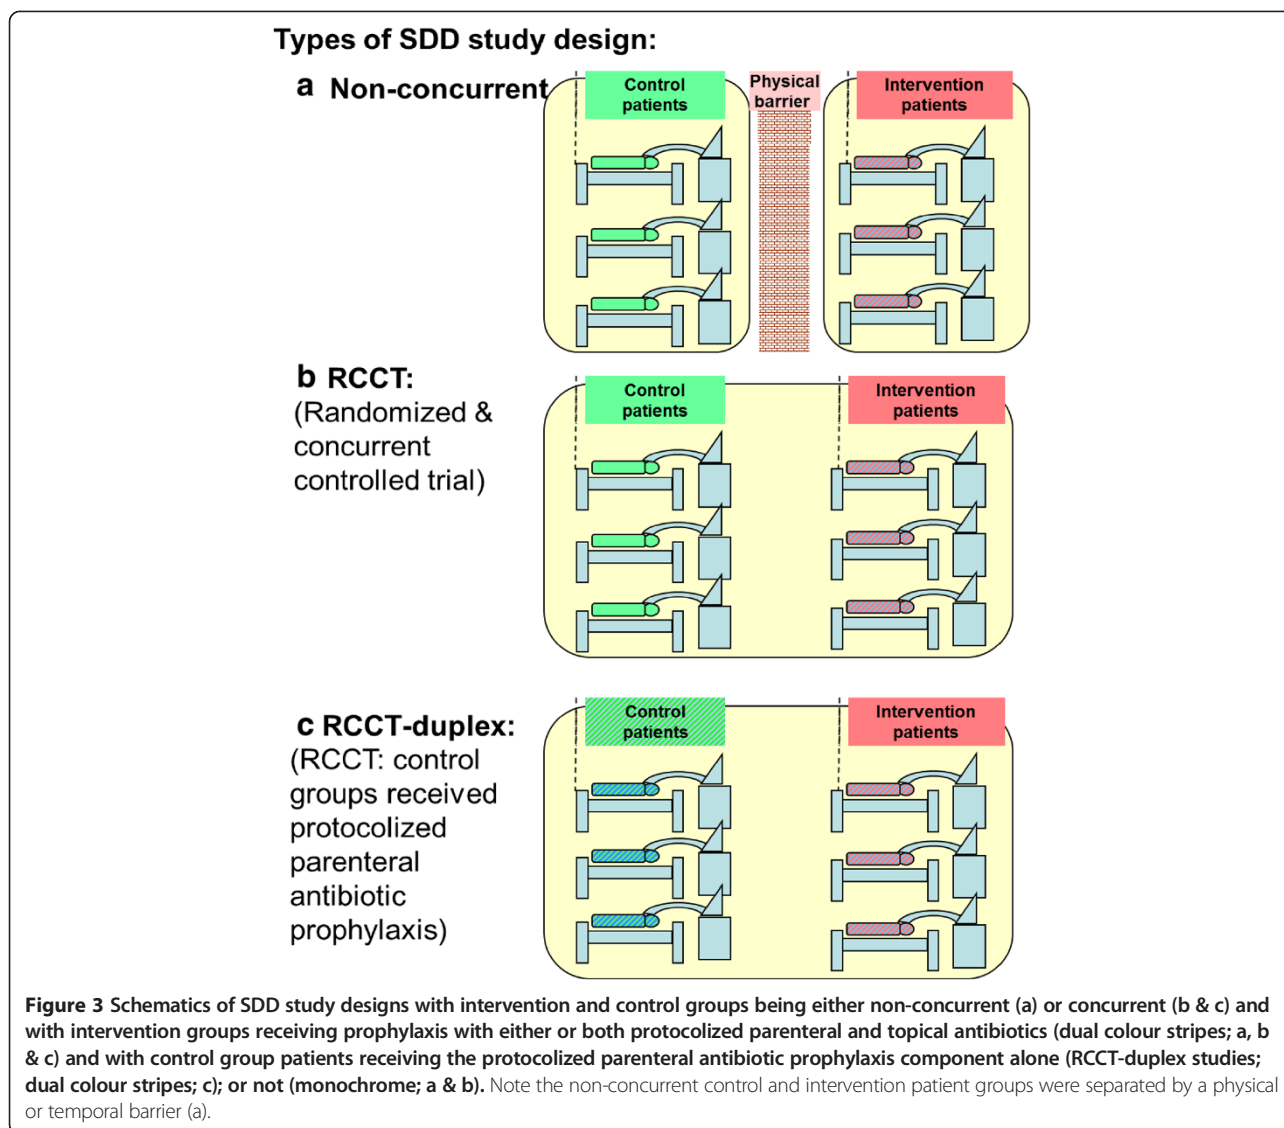 Types of SDD study design:
a Non-concurrent
Control
patients
Physical
barrier
Intervention
patients
b RCCT:
(Randomized &
concurrent
controlled trial)
Control
patients
Intervention
patients
c RCCT-duplex:
(RCCT: control
groups received
protocolized
parenteral
antibiotic
prophylaxis)
Control
patients
Intervention
patients
Figure 3 Schematics of SDD study designs with intervention and control groups being either non-concurrent (a) or concurrent (b & c) and
with intervention groups receiving prophylaxis with either or both protocolized parenteral and topical antibiotics (dual colour stripes; a, b
& c) and with control group patients receiving the protocolized parenteral antibiotic prophylaxis component alone (RCCT-duplex studies;
dual colour stripes; c); or not (monochrome; a & b). Note the non-concurrent control and intervention patient groups were separated by a physical
or temporal barrier (a).